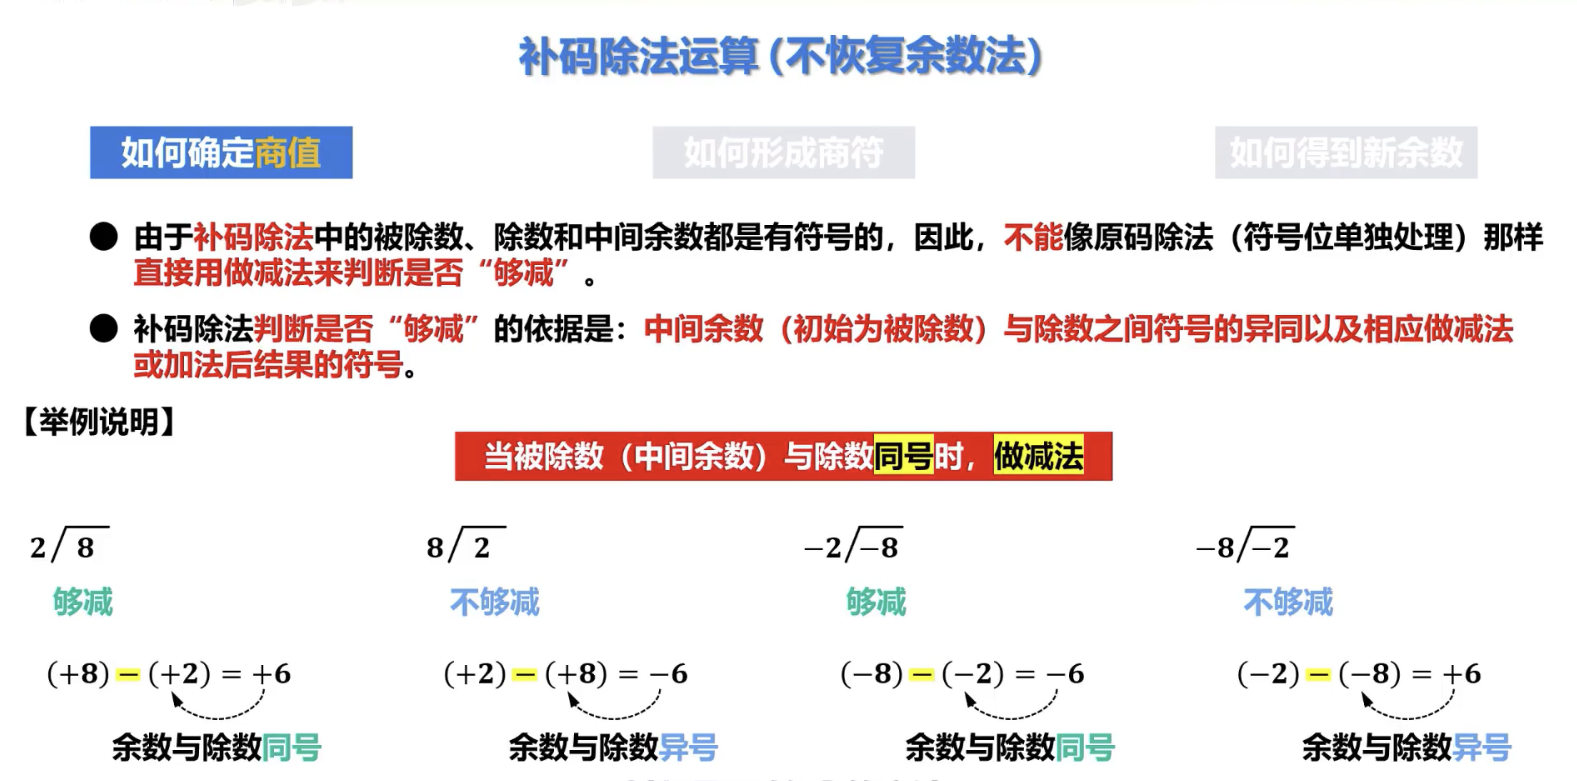 补码除法运算(不恢复余数法)
如何确定商值 如何形成商符 如何得到新余数
● 由于补码除法中的被除数、除数和中间余数都是有符号的，因此，不能像原码除法（符号位单独处理）那样
直接用做减法来判断是否“够减”。
● 补码除法判断是否“够减”的依据是：中间余数（初始为被除数）与除数之间符号的异同以及相应做减法
或加法后结果的符号。
【举例说明】
当被除数（中间余数）与除数同号时，做减法
2/8 8/2 −2/−8 −8/−2
够减 不够减 够减 不够减
(+8)−(+2) = +6 (+2)−(+8) = −6 (−8)−(−2) = −6 (−2)−(−8) = +6
余数与除数同号 余数与除数异号 余数与除数同号 余数与除数异号